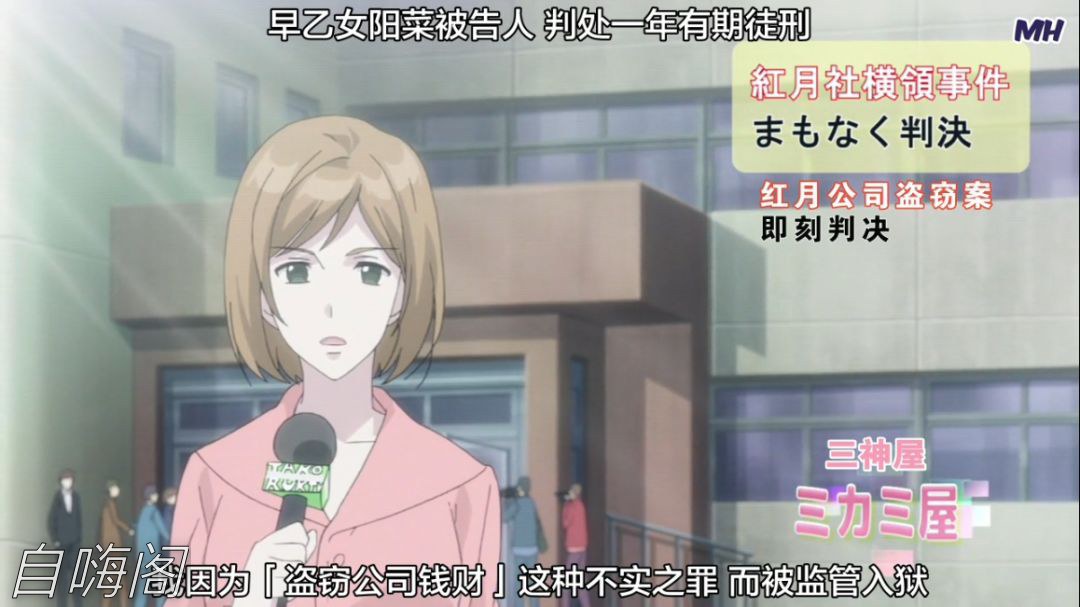 早乙女阳菜被告人 判处一年有期徒刑
MH
紅月社横領事件
まもなく判決
红月公司盗窃案
即刻判决
三神屋
ミカミ屋
TAKO
自嗨阁
因为「盗窃公司钱财」这种不实之罪 而被监管入狱